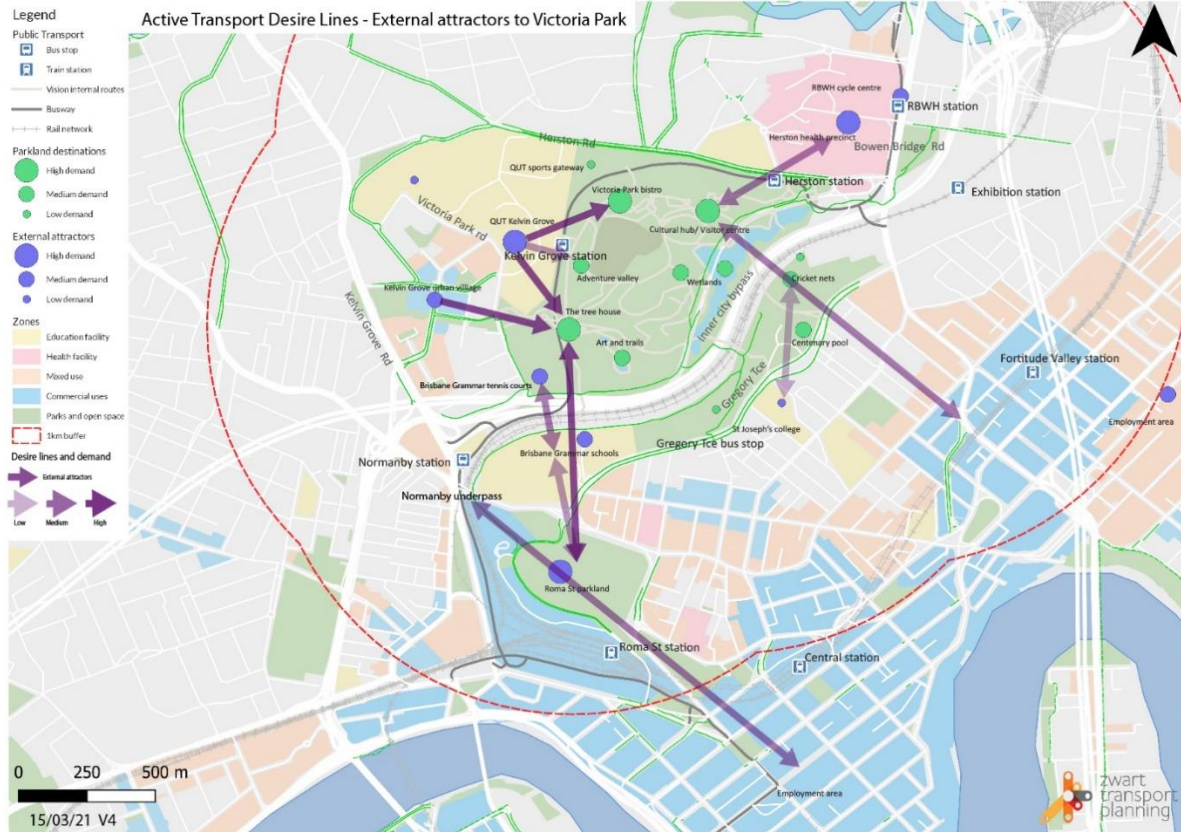 Active Transport Desire Lines - External attractors to Victoria Park
Legend
Public Transport
Bus stop
Train station
Vision internal routes
Busway
Rail network
Parkland destinations
High demand
Medium demand
Low demand
External attractors
High demand
Medium demand
Low demand
Zones
Education facility
Health facility
Mixed use
Commercial uses
Parks and open space
1km buffer
Desire lines and demand
External attractors
Low
Medium
High
RBWH cycle centre
RBWH station
Herston health precinct
Bowen Bridge Rd
Herston Rd
QUT sports gateway
Herston station
Exhibition station
Victoria Park bistro
Victoria Park rd
QUT Kelvin Grove
Cultural hub/ Visitor centre
Kelvin Grove station
Adventure valley
Wetlands
Cricket nets
Kelvin Grove urban village
Inner city bypass
Kelvin Grove Rd
The tree house
Art and trails
Centenary pool
Fortitude Valley station
Brisbane Grammar tennis courts
Gregory Tce
Employment area
St Joseph's college
Gregory Tce bus stop
Brisbane Grammar schools
Normanby station
Normanby underpass
Roma St parkland
Roma St station
Central station
Employment area
0 250 500 m
15/03/21 V4
zwart
transport
planning